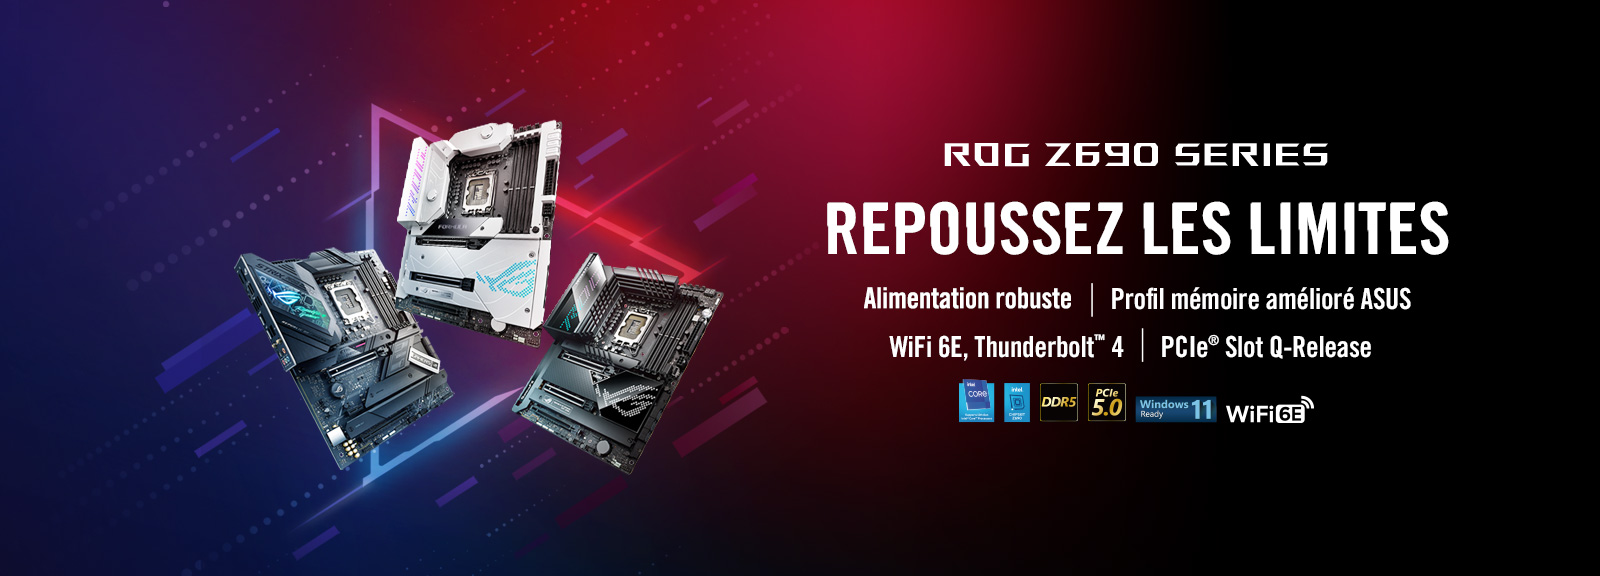 ROG Z690 SERIES
REPOUSSEZ LES LIMITES
Alimentation robuste | Profil mémoire amélioré ASUS
WiFi 6E, Thunderbolt™ 4 | PCIe® Slot Q-Release
intel
CORE
intel
DDR5
PCIe
5.0
Windows 11
Ready
WiFi 6E